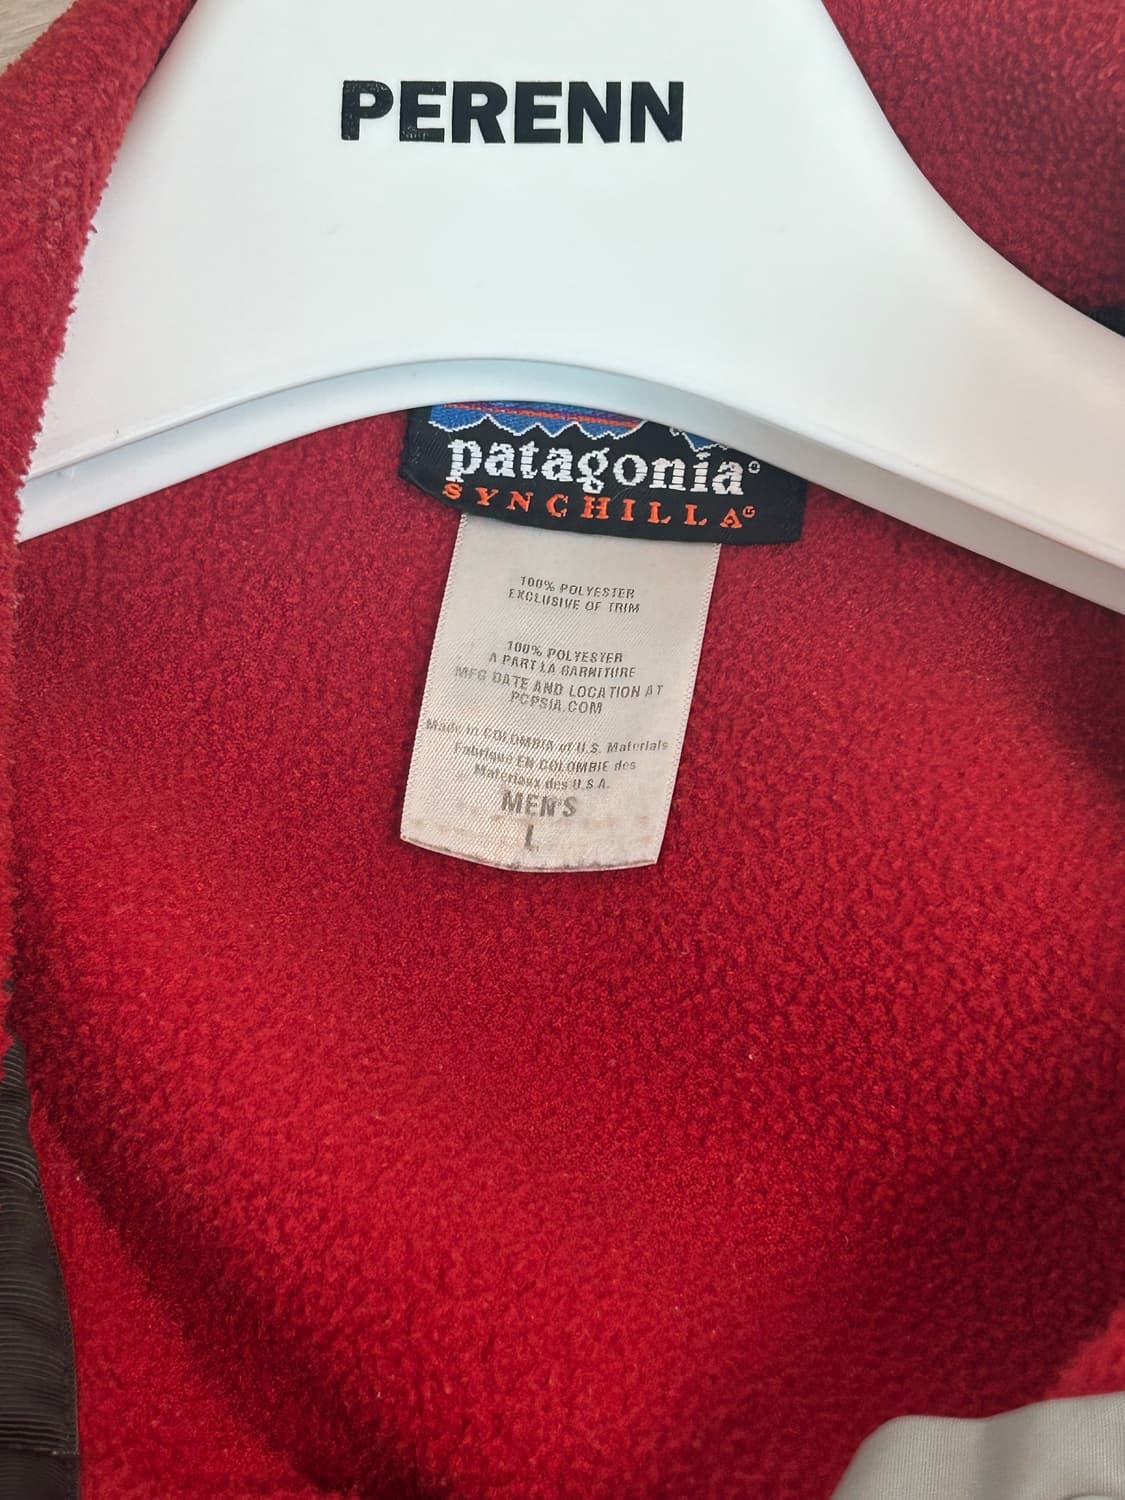 PERENN
patagonia®
SYNCHILLA®
100% POLYESTER
EXCLUSIVE OF TRIM
100% POLYESTER
A PART LA GARNITURE
MFG DATE AND LOCATION AT
PCPSIA.COM
Made in COLOMBIA of U.S. Materials
Fabriqué EN COLOMBIE des
Materiaux des U.S.A.
MEN'S
L